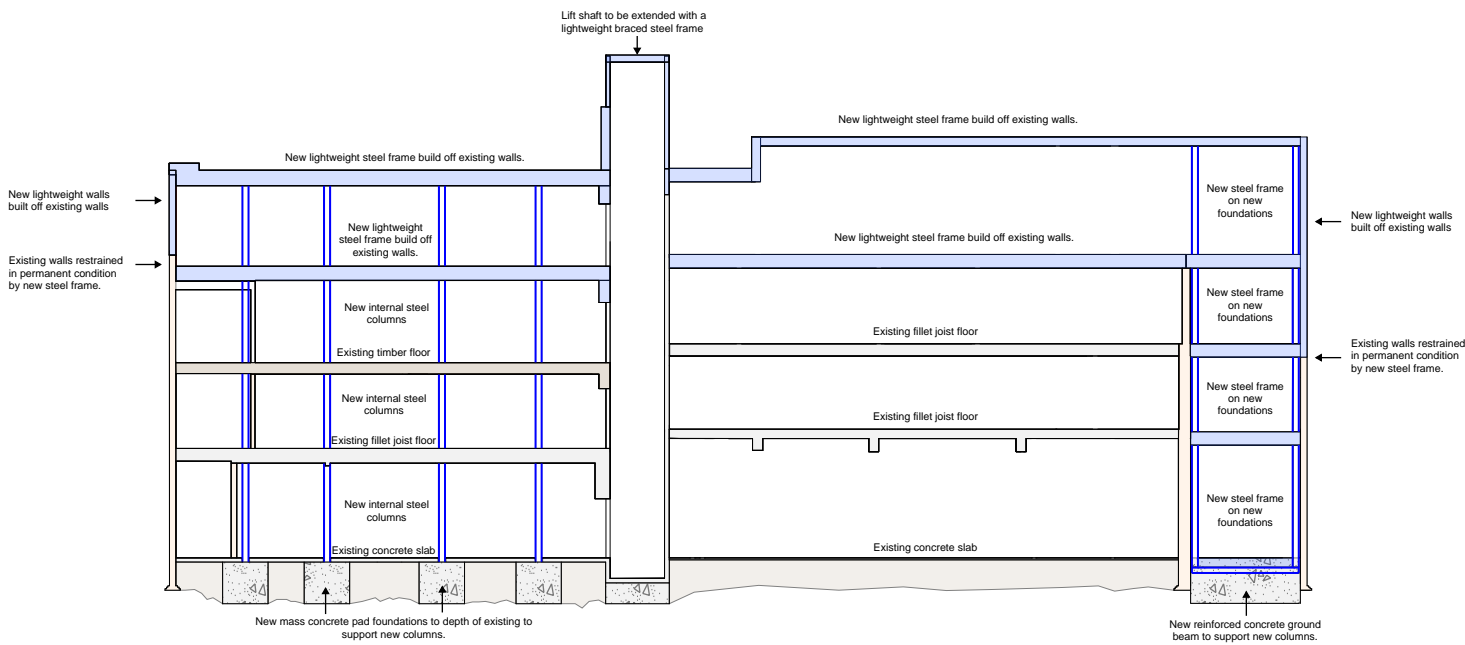 Lift shaft to be extended with a
lightweight braced steel frame
New lightweight steel frame build off existing walls.
New lightweight steel frame build off existing walls.
New lightweight walls
built off existing walls
New steel frame
on new
foundations
New lightweight walls
built off existing walls
New lightweight
steel frame build off
existing walls.
New lightweight steel frame build off existing walls.
Existing walls restrained
in permanent condition
by new steel frame.
New internal steel
columns
New steel frame
on new
foundations
Existing fillet joist floor
Existing timber floor
Existing walls restrained
in permanent condition
by new steel frame.
New internal steel
columns
New steel frame
on new
foundations
Existing fillet joist floor
Existing fillet joist floor
New internal steel
columns
New steel frame
on new
foundations
Existing concrete slab
Existing concrete slab
New mass concrete pad foundations to depth of existing to
support new columns.
New reinforced concrete ground
beam to support new columns.